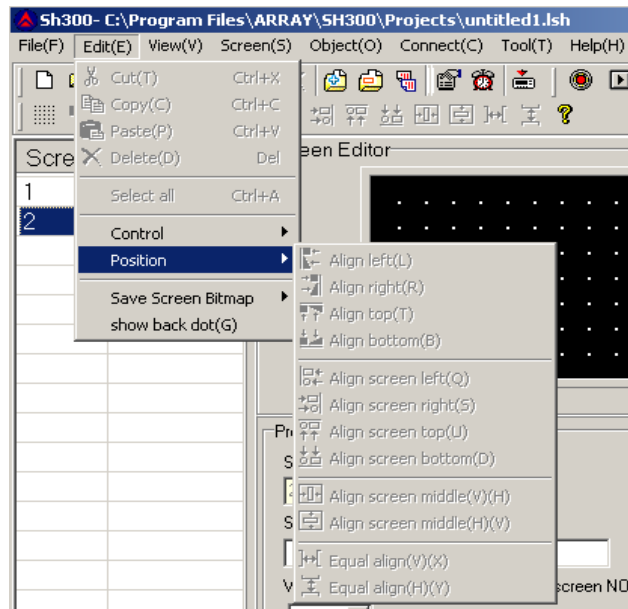 Sh300- C:\Program Files\ARRAY\SH300\Projects\untitled1.lsh
File(F) Edit(E) View(V) Screen(S) Object(O) Connect(C) Tool(T) Help(H)
Cut(T) Ctrl+X
Copy(C) Ctrl+C
Paste(P) Ctrl+V
Delete(D) Del
Select all Ctrl+A
Control
Position
Save Screen Bitmap
show back dot(G)
Align left(L)
Align right(R)
Align top(T)
Align bottom(B)
Align screen left(Q)
Align screen right(S)
Align screen top(U)
Align screen bottom(D)
Align screen middle(V)(H)
Align screen middle(H)(V)
Equal align(V)(X)
Equal align(H)(Y)
Scre
1
2
een Editor
Pr
S
2
S
V
screen NO